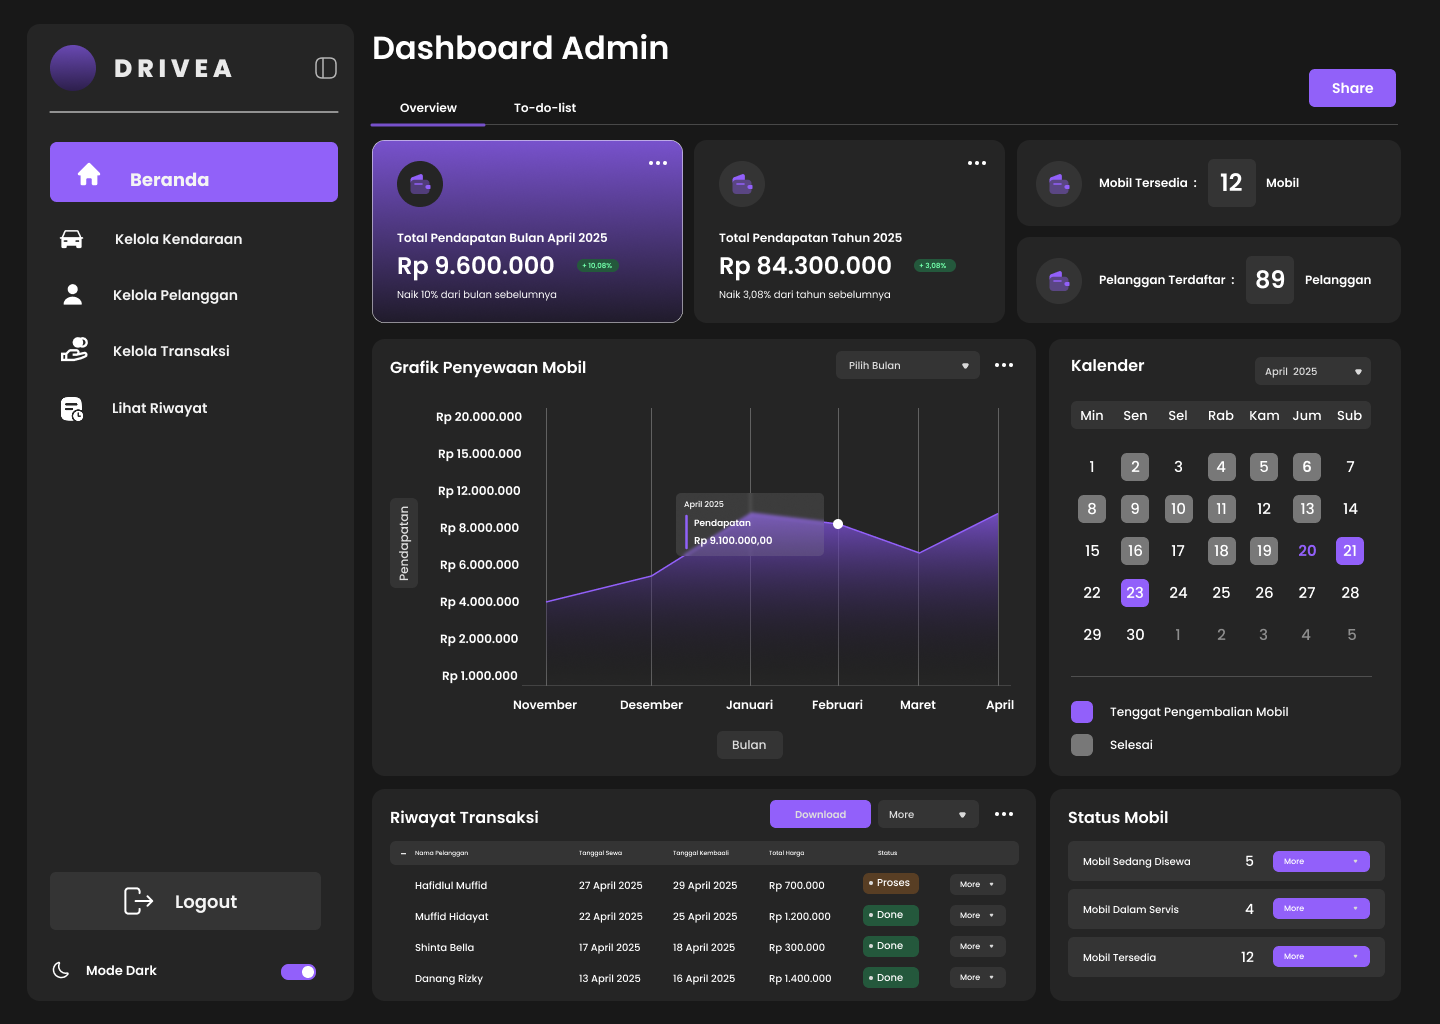 DRIVEA
Beranda
Kelola Kendaraan
Kelola Pelanggan
Kelola Transaksi
Lihat Riwayat
Logout
Mode Dark
Dashboard Admin
Overview
To-do-list
Share
Total Pendapatan Bulan April 2025
Rp 9.600.000
+ 10,08%
Naik 10% dari bulan sebelumnya
Total Pendapatan Tahun 2025
Rp 84.300.000
+ 3,08%
Naik 3,08% dari tahun sebelumnya
Mobil Tersedia : 12 Mobil
Pelanggan Terdaftar : 89 Pelanggan
Grafik Penyewaan Mobil
Pilih Bulan
Rp 20.000.000
Rp 15.000.000
Rp 12.000.000
Rp 8.000.000
Rp 6.000.000
Rp 4.000.000
Rp 2.000.000
Rp 1.000.000
Pendapatan
April 2025
Pendapatan
Rp 9.100.000,00
November Desember Januari Februari Maret April
Bulan
Kalender
April 2025
Min Sen Sel Rab Kam Jum Sub
1 2 3 4 5 6 7
8 9 10 11 12 13 14
15 16 17 18 19 20 21
22 23 24 25 26 27 28
29 30 1 2 3 4 5
Tenggat Pengembalian Mobil
Selesai
Riwayat Transaksi
Download
More
Nama Pelanggan Tanggal Sewa Tanggal Kembaali Total Harga Status
Hafidlul Muffid 27 April 2025 29 April 2025 Rp 700.000 Proses More
Muffid Hidayat 22 April 2025 25 April 2025 Rp 1.200.000 Done More
Shinta Bella 17 April 2025 18 April 2025 Rp 300.000 Done More
Danang Rizky 13 April 2025 16 April 2025 Rp 1.400.000 Done More
Status Mobil
Mobil Sedang Disewa 5 More
Mobil Dalam Servis 4 More
Mobil Tersedia 12 More